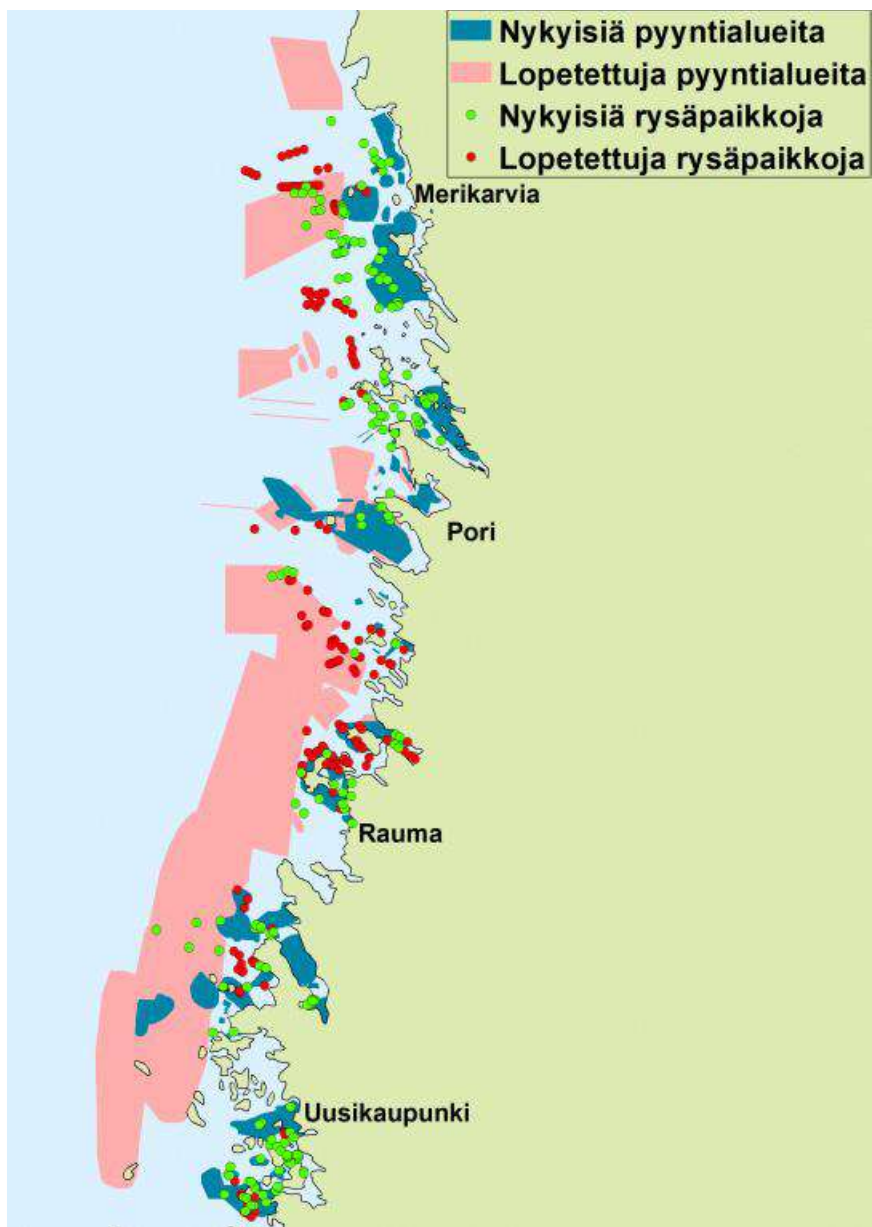 Nykyisiä pyyntialueita
Lopetettuja pyyntialueita
Nykyisiä rysäpaikkoja
Lopetettuja rysäpaikkoja
Merikarvia
Pori
Rauma
Uusikaupunki